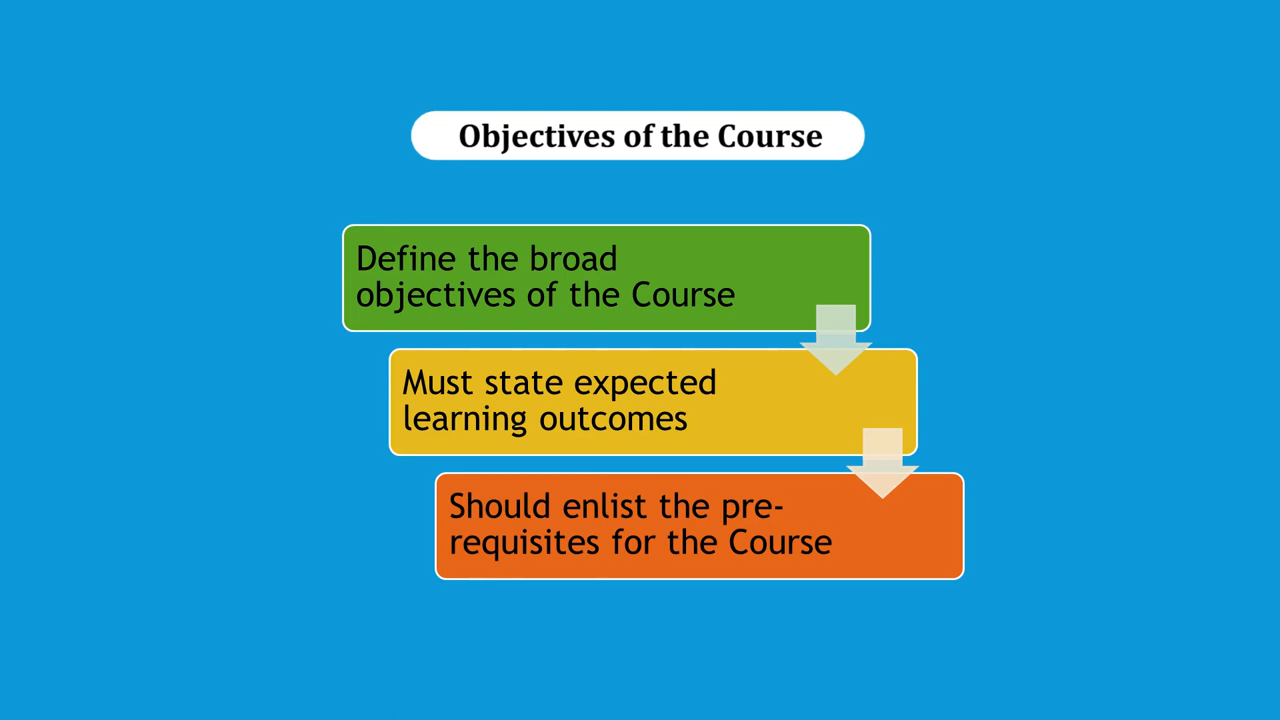 Objectives of the Course
Define the broad
objectives of the Course
Must state expected
learning outcomes
Should enlist the pre-
requisites for the Course